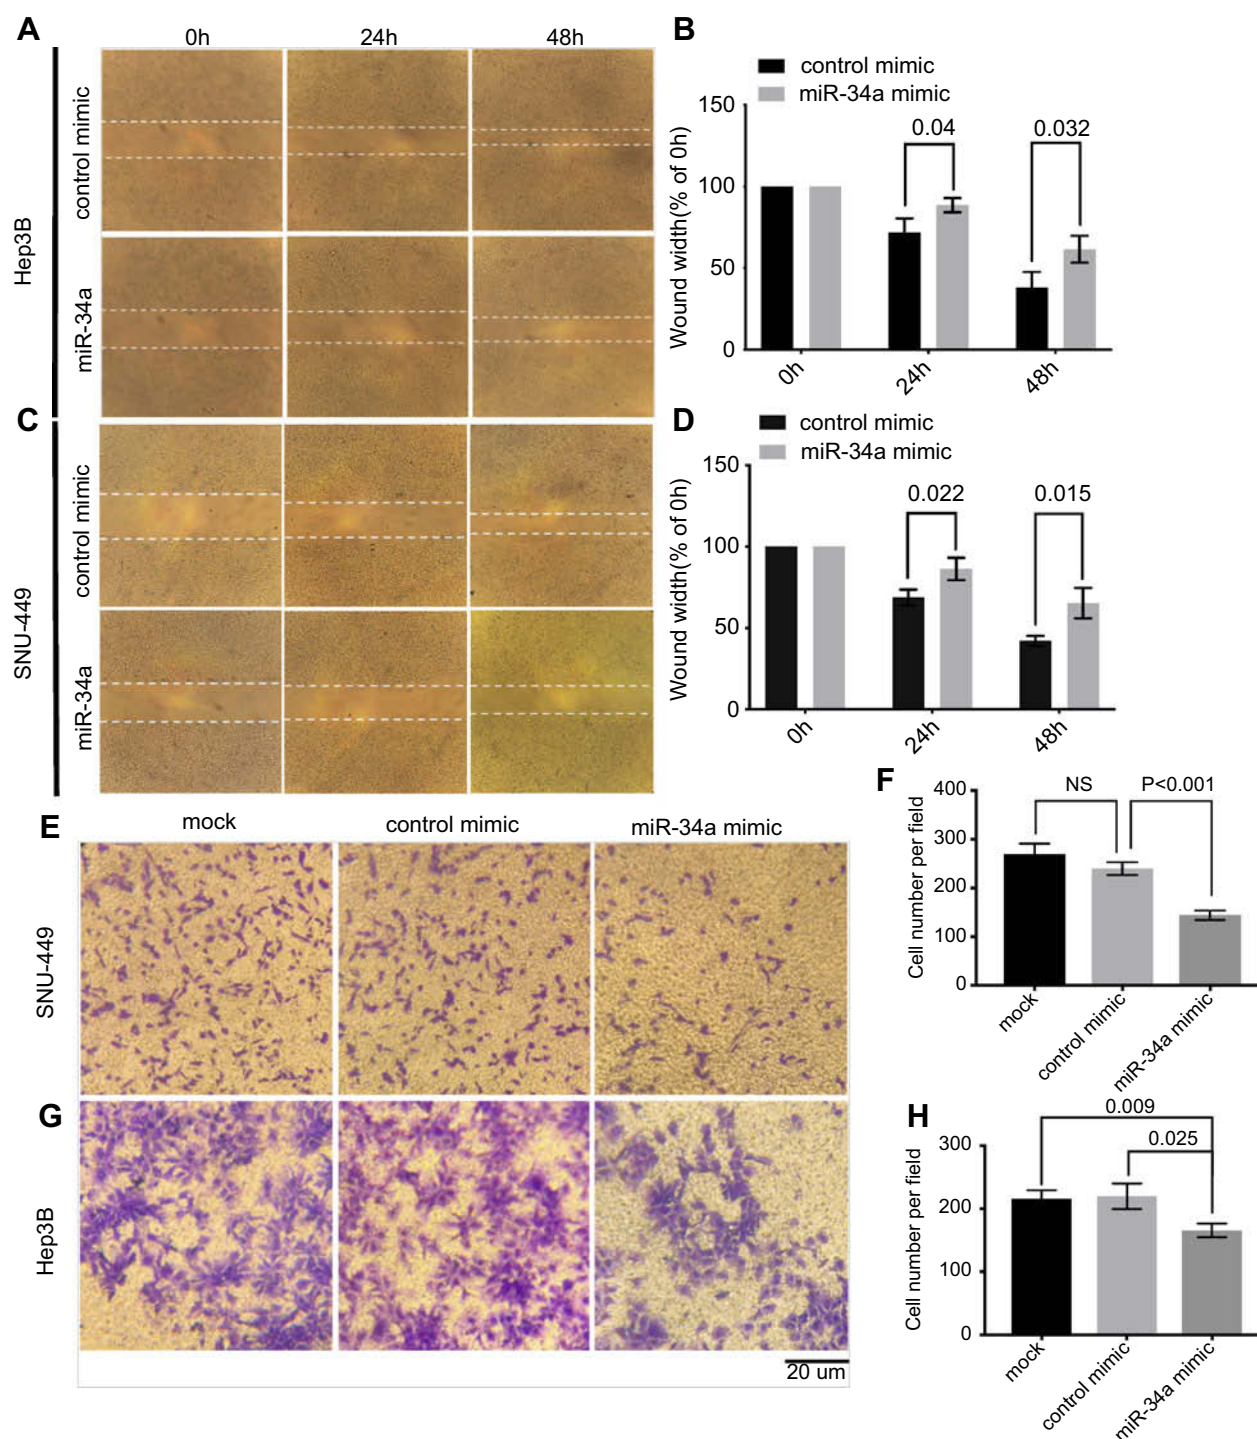 A
0h
24h
48h
Hep3B
control mimic
miR-34a
B
control mimic
miR-34a mimic
Wound width(% of 0h)
150
100
50
0
0.04
0.032
0h
24h
48h
C
SNU-449
control mimic
miR-34a
D
control mimic
miR-34a mimic
Wound width(% of 0h)
150
100
50
0
0.022
0.015
0h
24h
48h
E
mock
control mimic
miR-34a mimic
SNU-449
F
Cell number per field
400
300
200
100
0
NS
P<0.001
mock
control mimic
miR-34a mimic
G
Hep3B
20 um
H
Cell number per field
300
200
100
0
0.009
0.025
mock
control mimic
miR-34a mimic